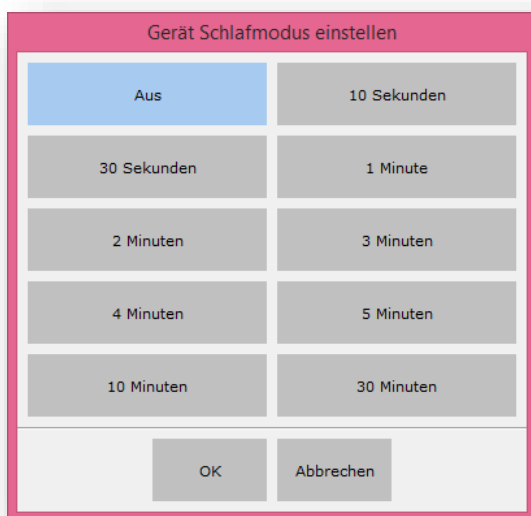 Gerät Schlafmodus einstellen
Aus
10 Sekunden
30 Sekunden
1 Minute
2 Minuten
3 Minuten
4 Minuten
5 Minuten
10 Minuten
30 Minuten
OK
Abbrechen